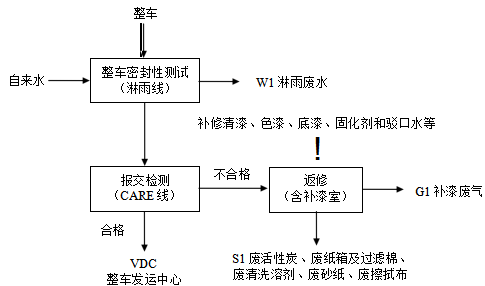 整车
自来水
整车密封性测试
（淋雨线）
W1 淋雨废水
补修清漆、色漆、底漆、固化剂和驳口水等
!
报交检测
（CARE 线）
不合格
返修
（含补漆室）
G1 补漆废气
合格
VDC
整车发运中心
S1 废活性炭、废纸箱及过滤棉、
废清洗溶剂、废砂纸、废擦拭布